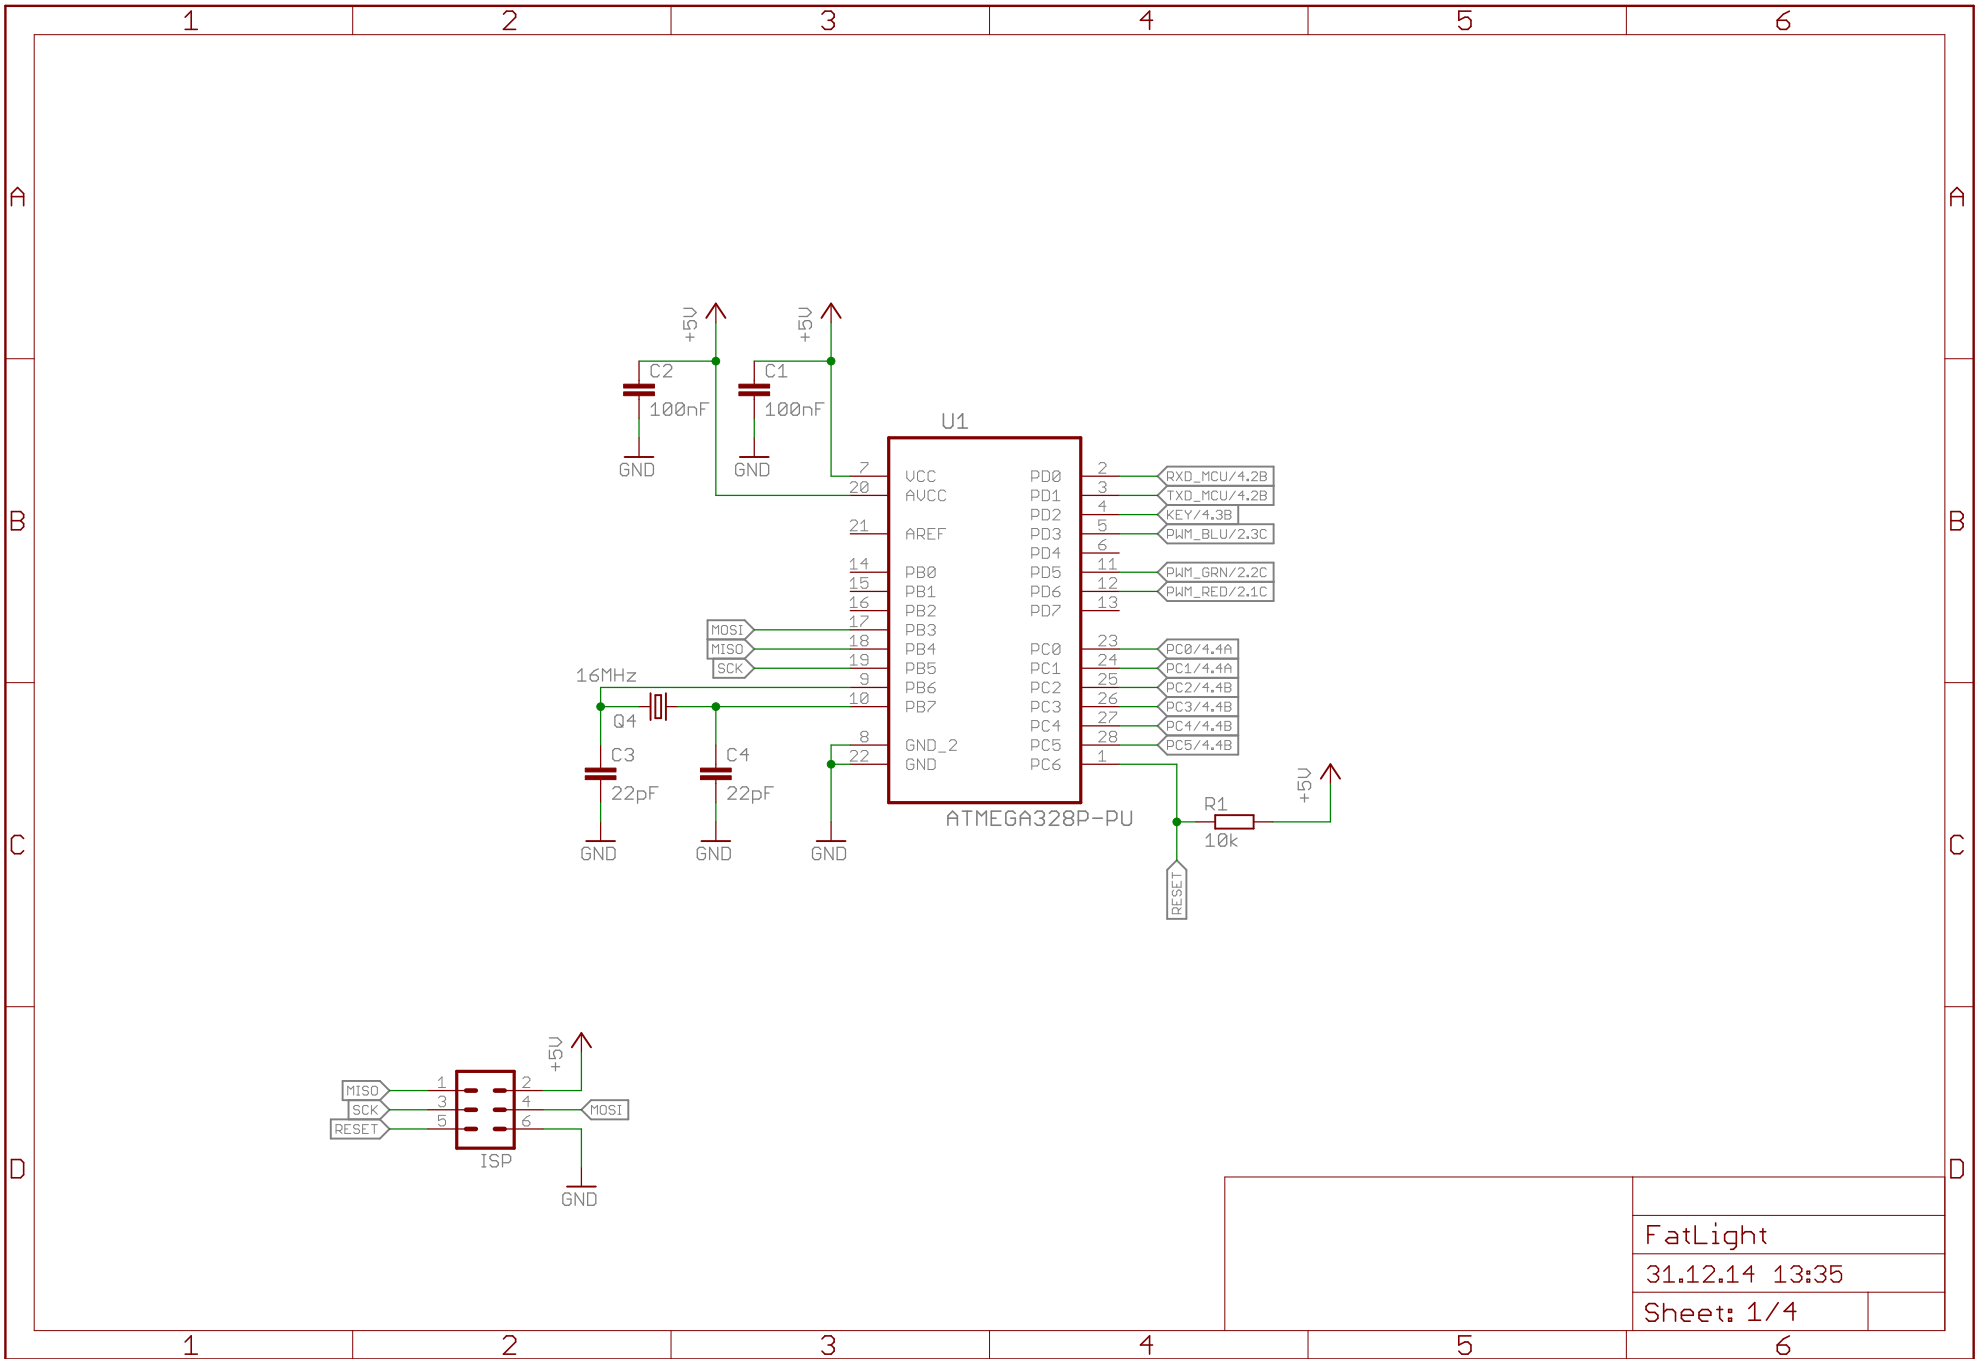 1 2 3 4 5 6
A A
+5V +5V
C2 C1
100nF 100nF
GND GND
U1
7 VCC PD0 2 RXD_MCU/4.2B
20 AVCC PD1 3 TXD_MCU/4.2B
PD2 4 KEY/4.3B
B 21 AREF PD3 5 PWM_BLU/2.3C B
PD4 6
14 PB0 PD5 11 PWM_GRN/2.2C
15 PB1 PD6 12 PWM_RED/2.1C
16 PB2 PD7 13
MOSI 17 PB3
MISO 18 PB4 PC0 23 PC0/4.4A
SCK 19 PB5 PC1 24 PC1/4.4A
16MHz 9 PB6 PC2 25 PC2/4.4B
Q4 10 PB7 PC3 26 PC3/4.4B
PC4 27 PC4/4.4B
8 GND_2 PC5 28 PC5/4.4B
22 GND PC6 1
C3 C4
22pF 22pF
+5V
ATMEGA328P-PU
R1
10k
C GND GND GND C
RESET
+5V
MISO 1 2
SCK 3 4 MOSI
RESET 5 6
ISP
GND
D D
FatLight
31.12.14 13:35
Sheet: 1/4
1 2 3 4 5 6